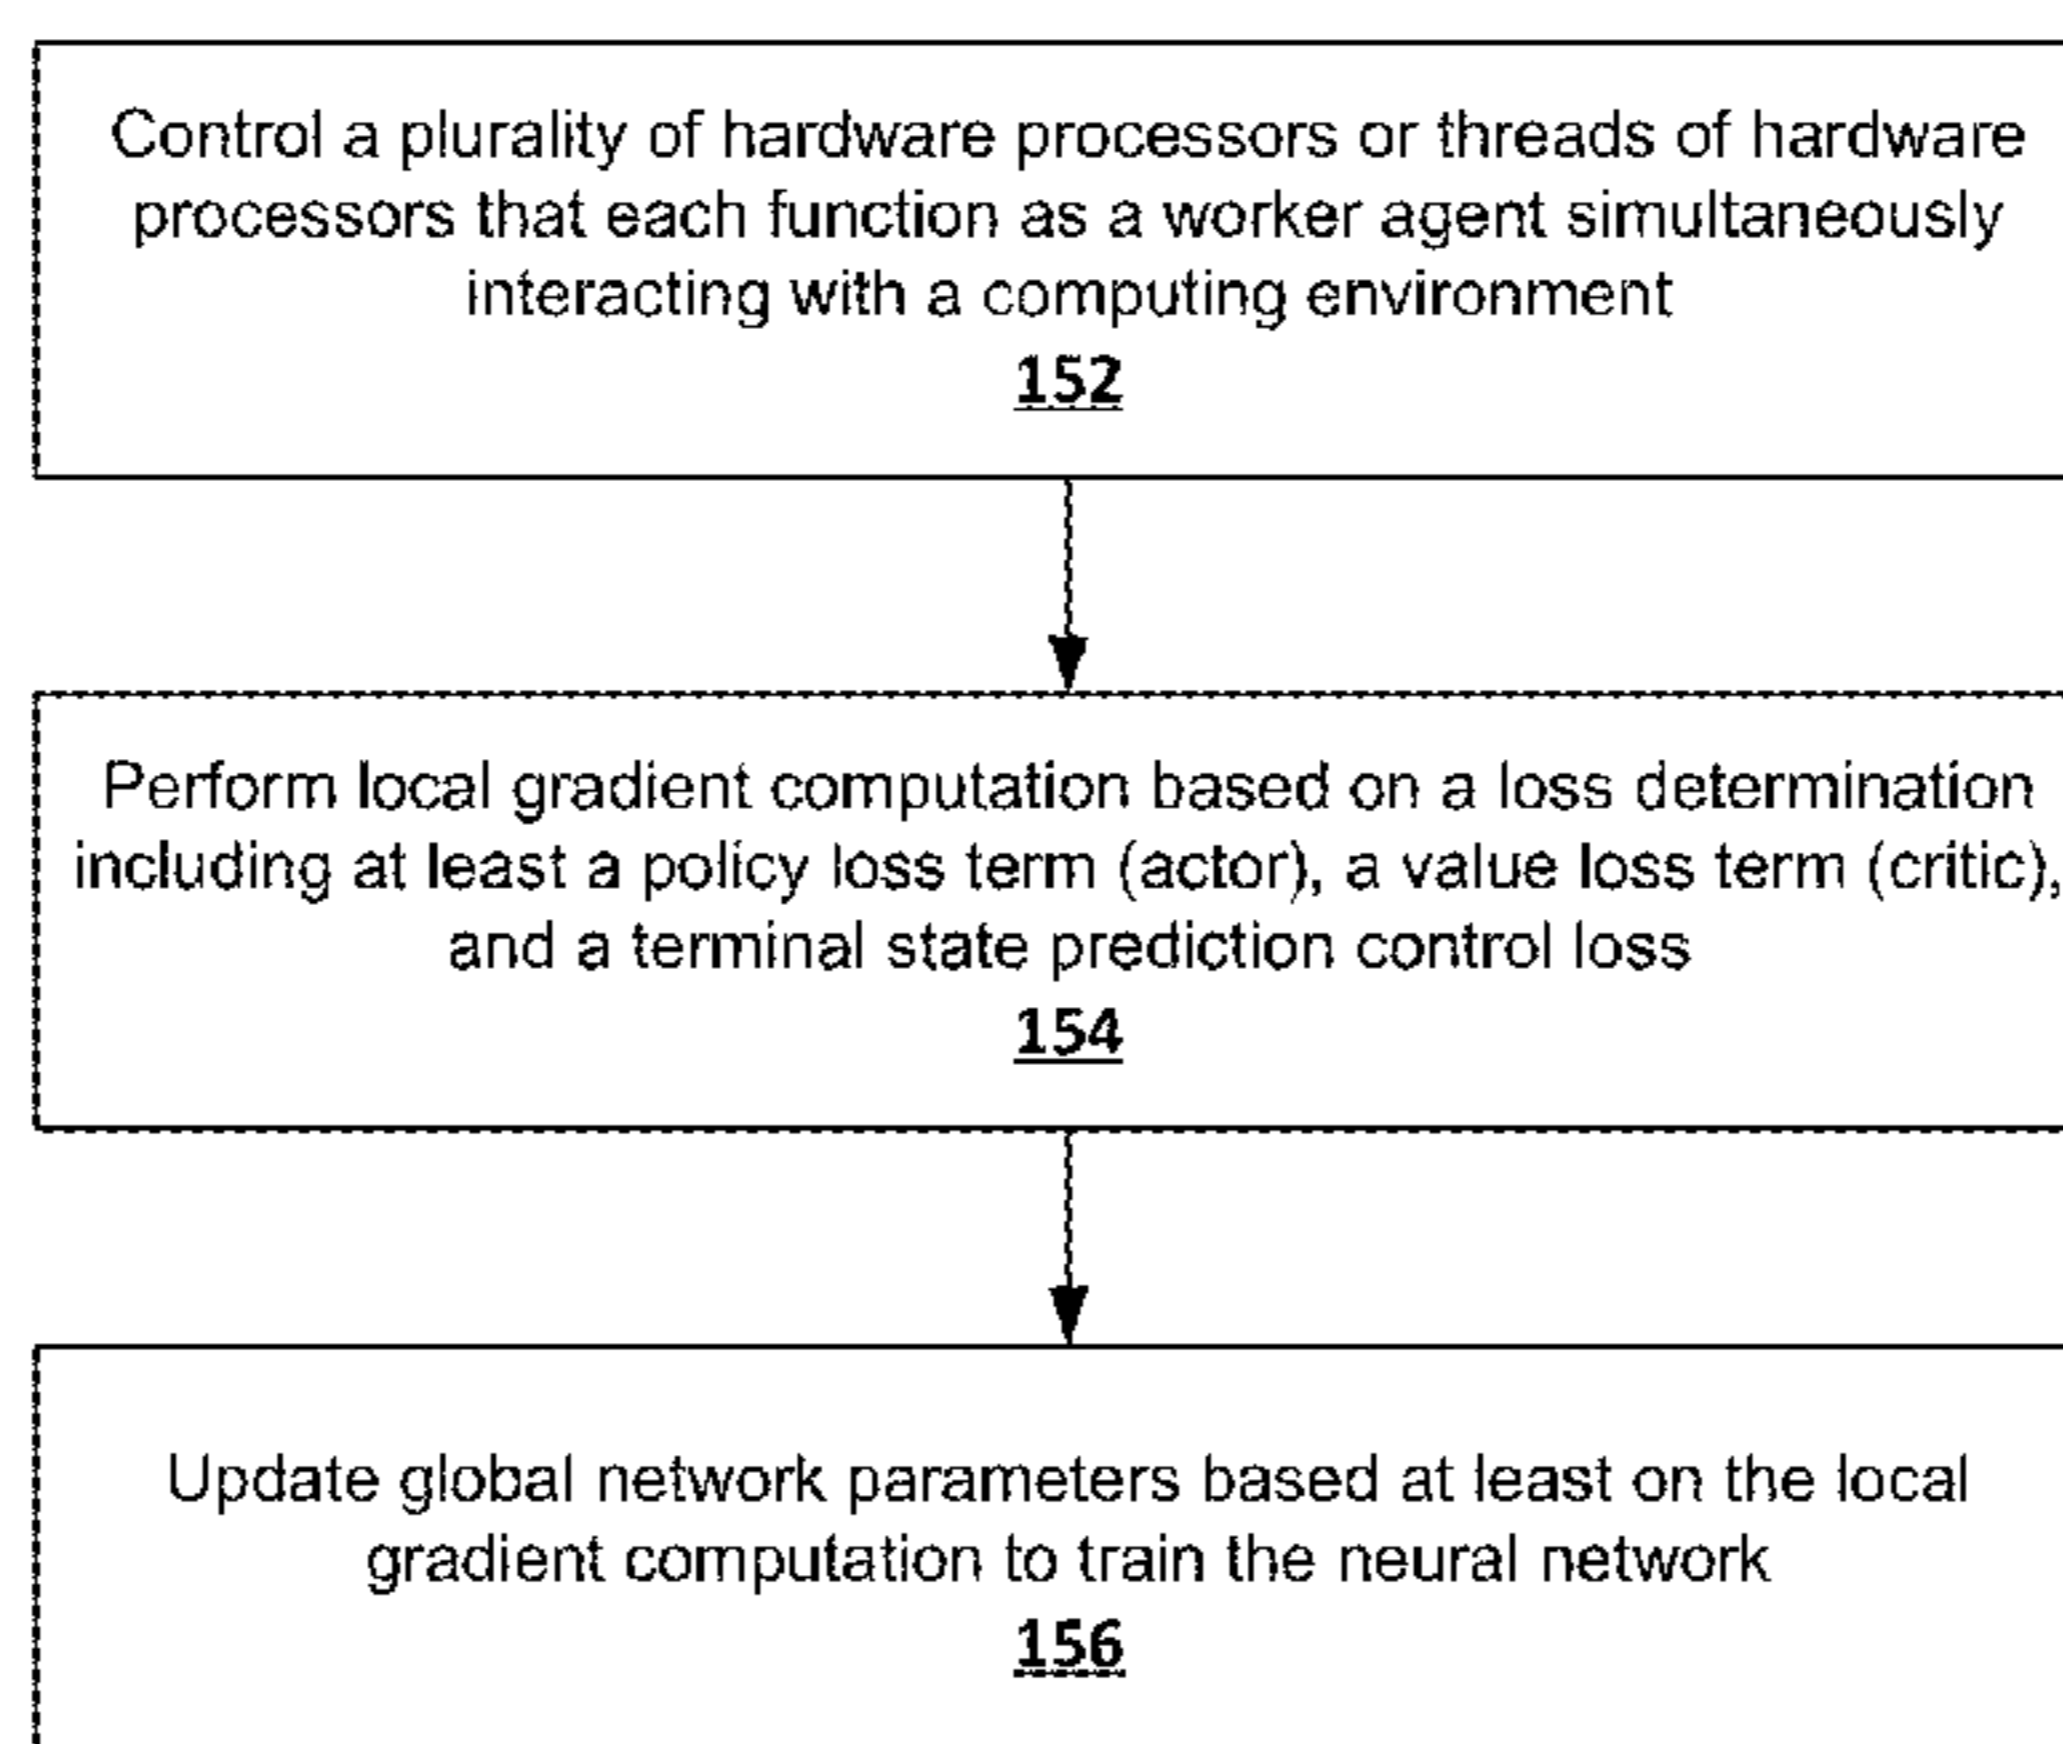 Control a plurality of hardware processors or threads of hardware
processors that each function as a worker agent simultaneously
interacting with a computing environment
152
Perform local gradient computation based on a loss determination
including at least a policy loss term (actor), a value loss term (critic),
and a terminal state prediction control loss
154
Update global network parameters based at least on the local
gradient computation to train the neural network
156